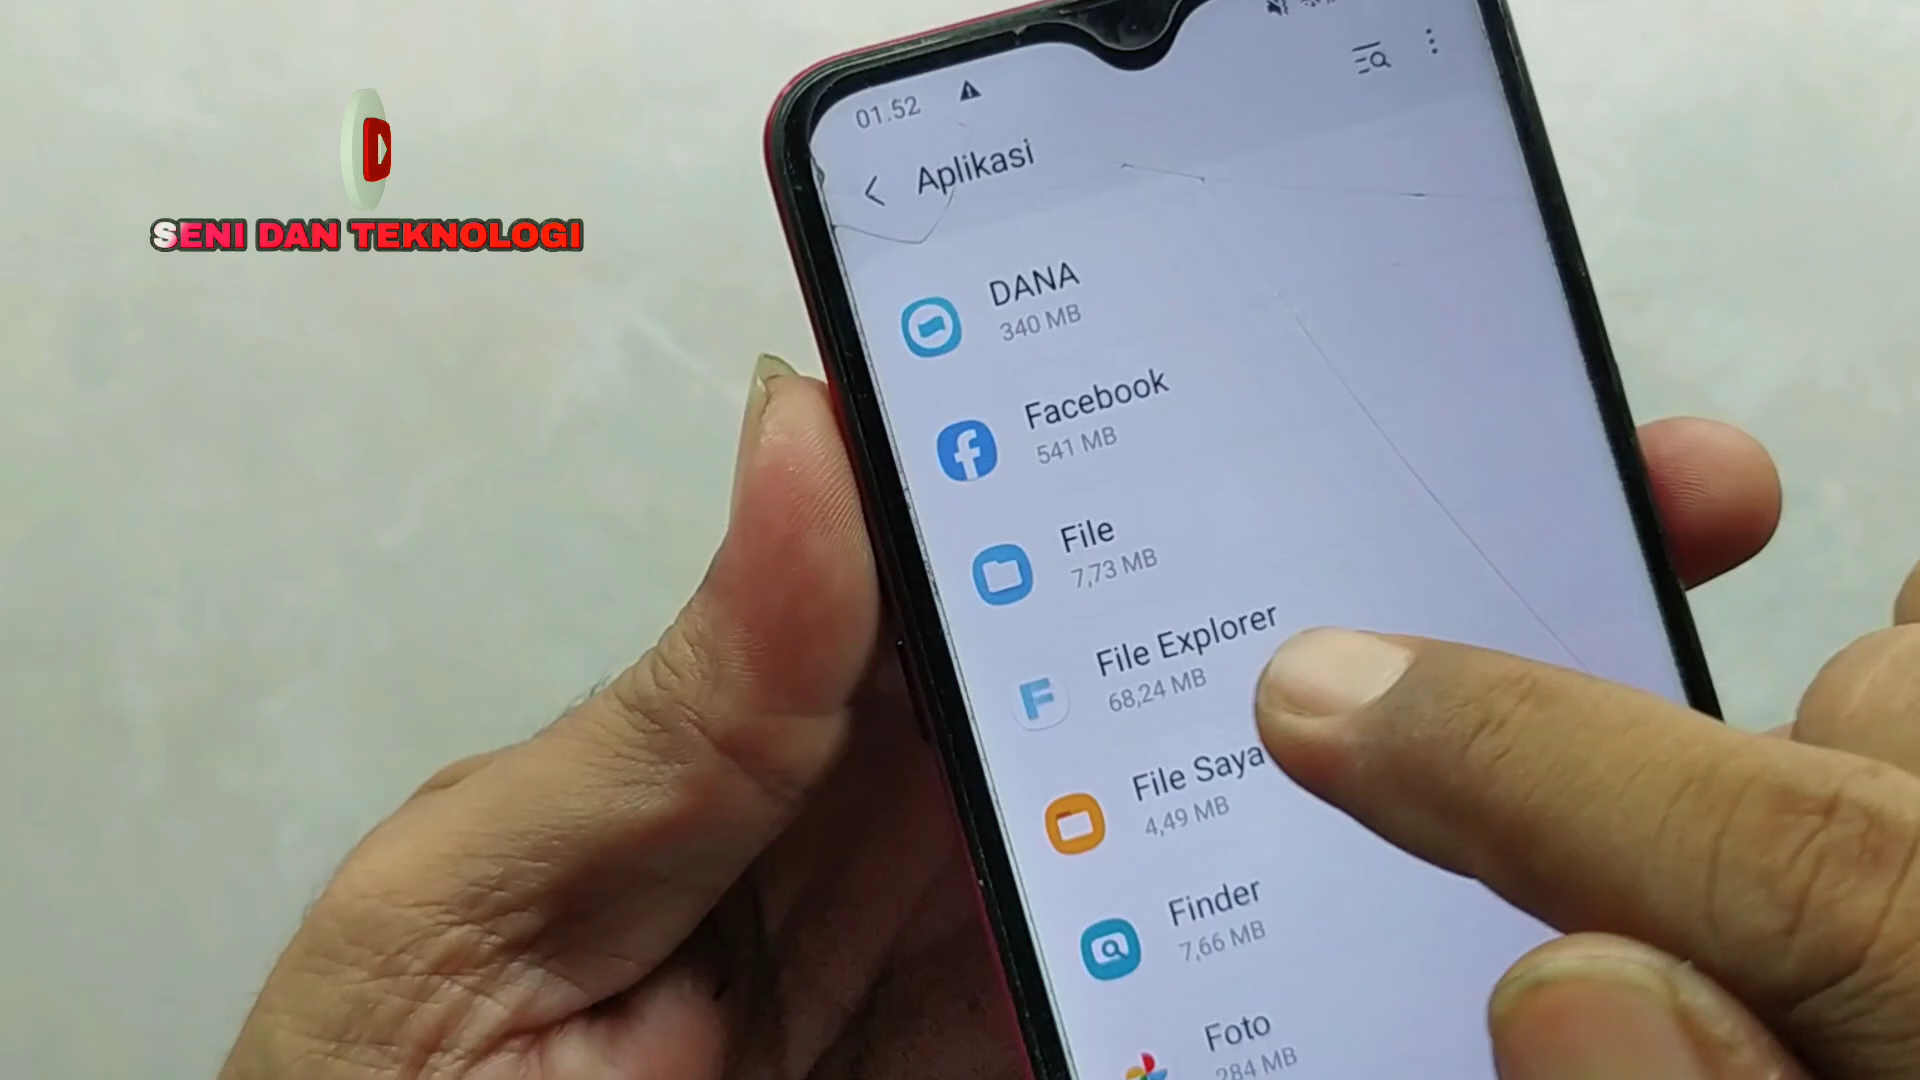 SENI DAN TEKNOLOGI
01.52
Aplikasi
DANA
340 MB
Facebook
541 MB
File
7,73 MB
File Explorer
68,24 MB
File Saya
4,49 MB
Finder
7,66 MB
Foto
284 MB